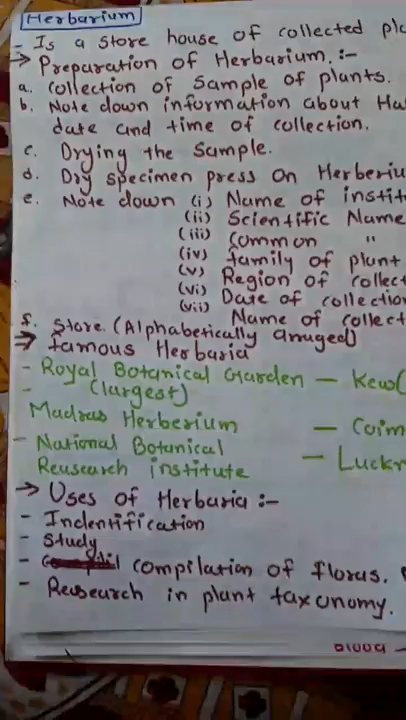 Herbarium
- Is a store house of collected pla
→ Preparation of Herbarium :-
a. Collection of Sample of plants.
b. Note down information about Ha
date and time of collection.
c. Drying the Sample.
d. Dry specimen press on Herberiu
e. Note down (i) Name of instit
(ii) Scientific Name
(iii) Common "
(iv) family of plant
(v) Region of collect
(vi) Date of collection
(vii) Name of collect
f. Store. (Alphabetically arruged)
→ famous Herbaria
- Royal Botanical Garden — Kew(
- (largest)
Madras Herberium — Coim
- National Botanical
Reusearch institute — Luckn
→ Uses of Herbaria :-
- Indentification
- Study
- compilation of floras.
- Reusearch in plant taxonomy.